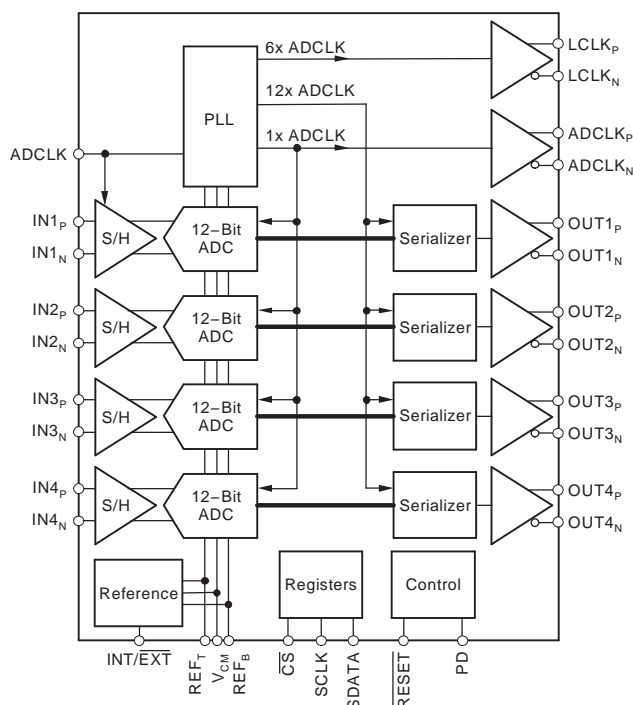 6x ADCLK
LCLKP
LCLKN
12x ADCLK
PLL
1x ADCLK
ADCLKP
ADCLKN
ADCLK
IN1P
S/H
12−Bit
ADC
Serializer
OUT1P
IN1N
OUT1N
IN2P
S/H
12−Bit
ADC
Serializer
OUT2P
IN2N
OUT2N
IN3P
S/H
12−Bit
ADC
Serializer
OUT3P
IN3N
OUT3N
IN4P
S/H
12−Bit
ADC
Serializer
OUT4P
IN4N
OUT4N
Reference
Registers
Control
INT/EXT
REFT
VCM
REFB
CS
SCLK
SDATA
RESET
PD